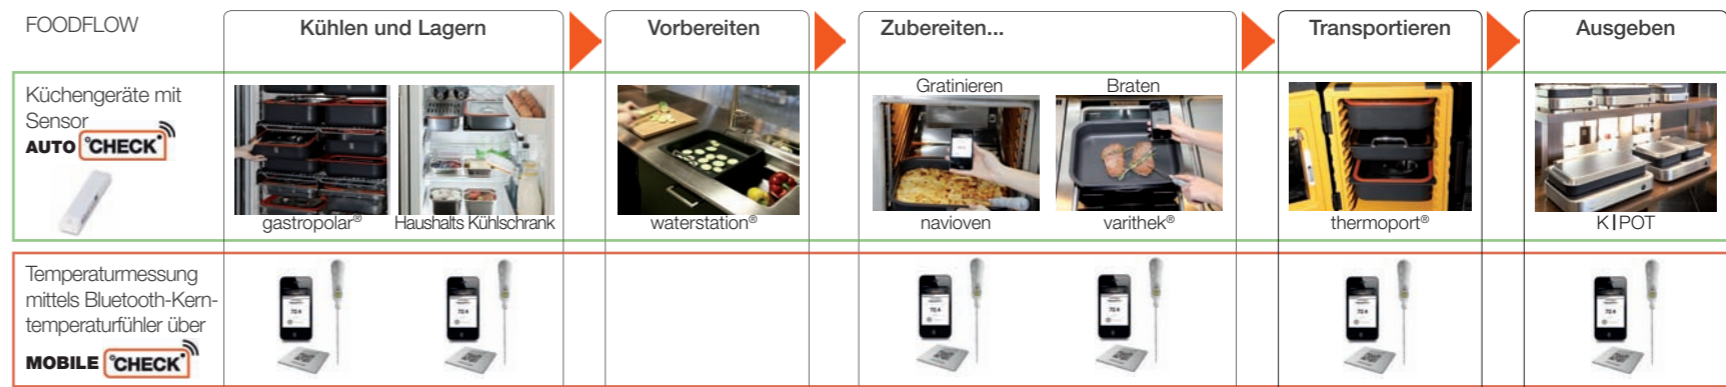 FOODFLOW
Kühlen und Lagern
Vorbereiten
Zubereiten...
Transportieren
Ausgeben
Küchengeräte mit
Sensor
AUTO °CHECK
gastropolar®
Haushalts Kühlschrank
waterstation®
Gratinieren
navioven
Braten
varithek®
thermoport®
K|POT
Temperaturmessung
mittels Bluetooth-Kern-
temperaturfühler über
MOBILE °CHECK